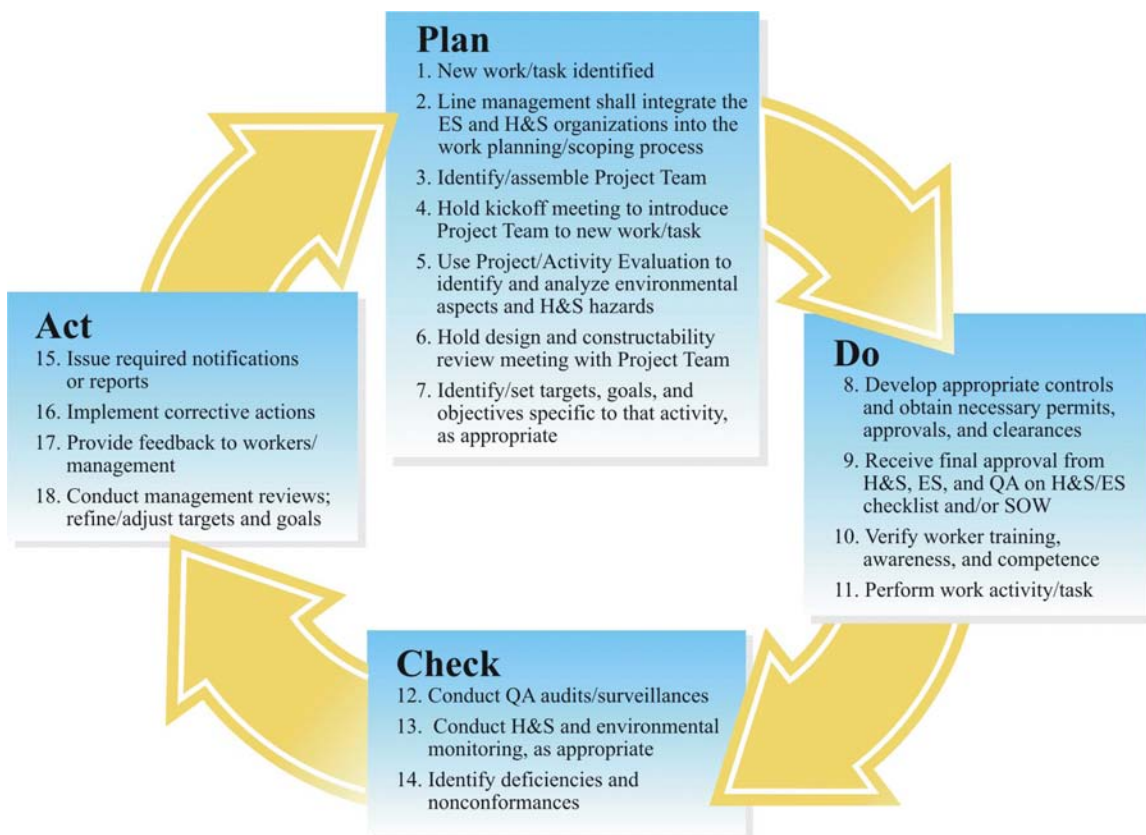 Plan
1. New work/task identified
2. Line management shall integrate the
ES and H&S organizations into the
work planning/scoping process
3. Identify/assemble Project Team
4. Hold kickoff meeting to introduce
Project Team to new work/task
5. Use Project/Activity Evaluation to
identify and analyze environmental
aspects and H&S hazards
6. Hold design and constructability
review meeting with Project Team
7. Identify/set targets, goals, and
objectives specific to that activity,
as appropriate
Do
8. Develop appropriate controls
and obtain necessary permits,
approvals, and clearances
9. Receive final approval from
H&S, ES, and QA on H&S/ES
checklist and/or SOW
10. Verify worker training,
awareness, and competence
11. Perform work activity/task
Check
12. Conduct QA audits/surveillances
13. Conduct H&S and environmental
monitoring, as appropriate
14. Identify deficiencies and
nonconformances
Act
15. Issue required notifications
or reports
16. Implement corrective actions
17. Provide feedback to workers/
management
18. Conduct management reviews;
refine/adjust targets and goals